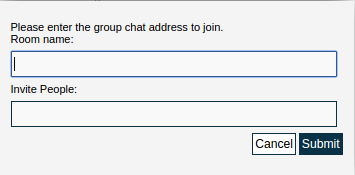 Please enter the group chat address to join.
Room name:
Invite People:
Cancel Submit